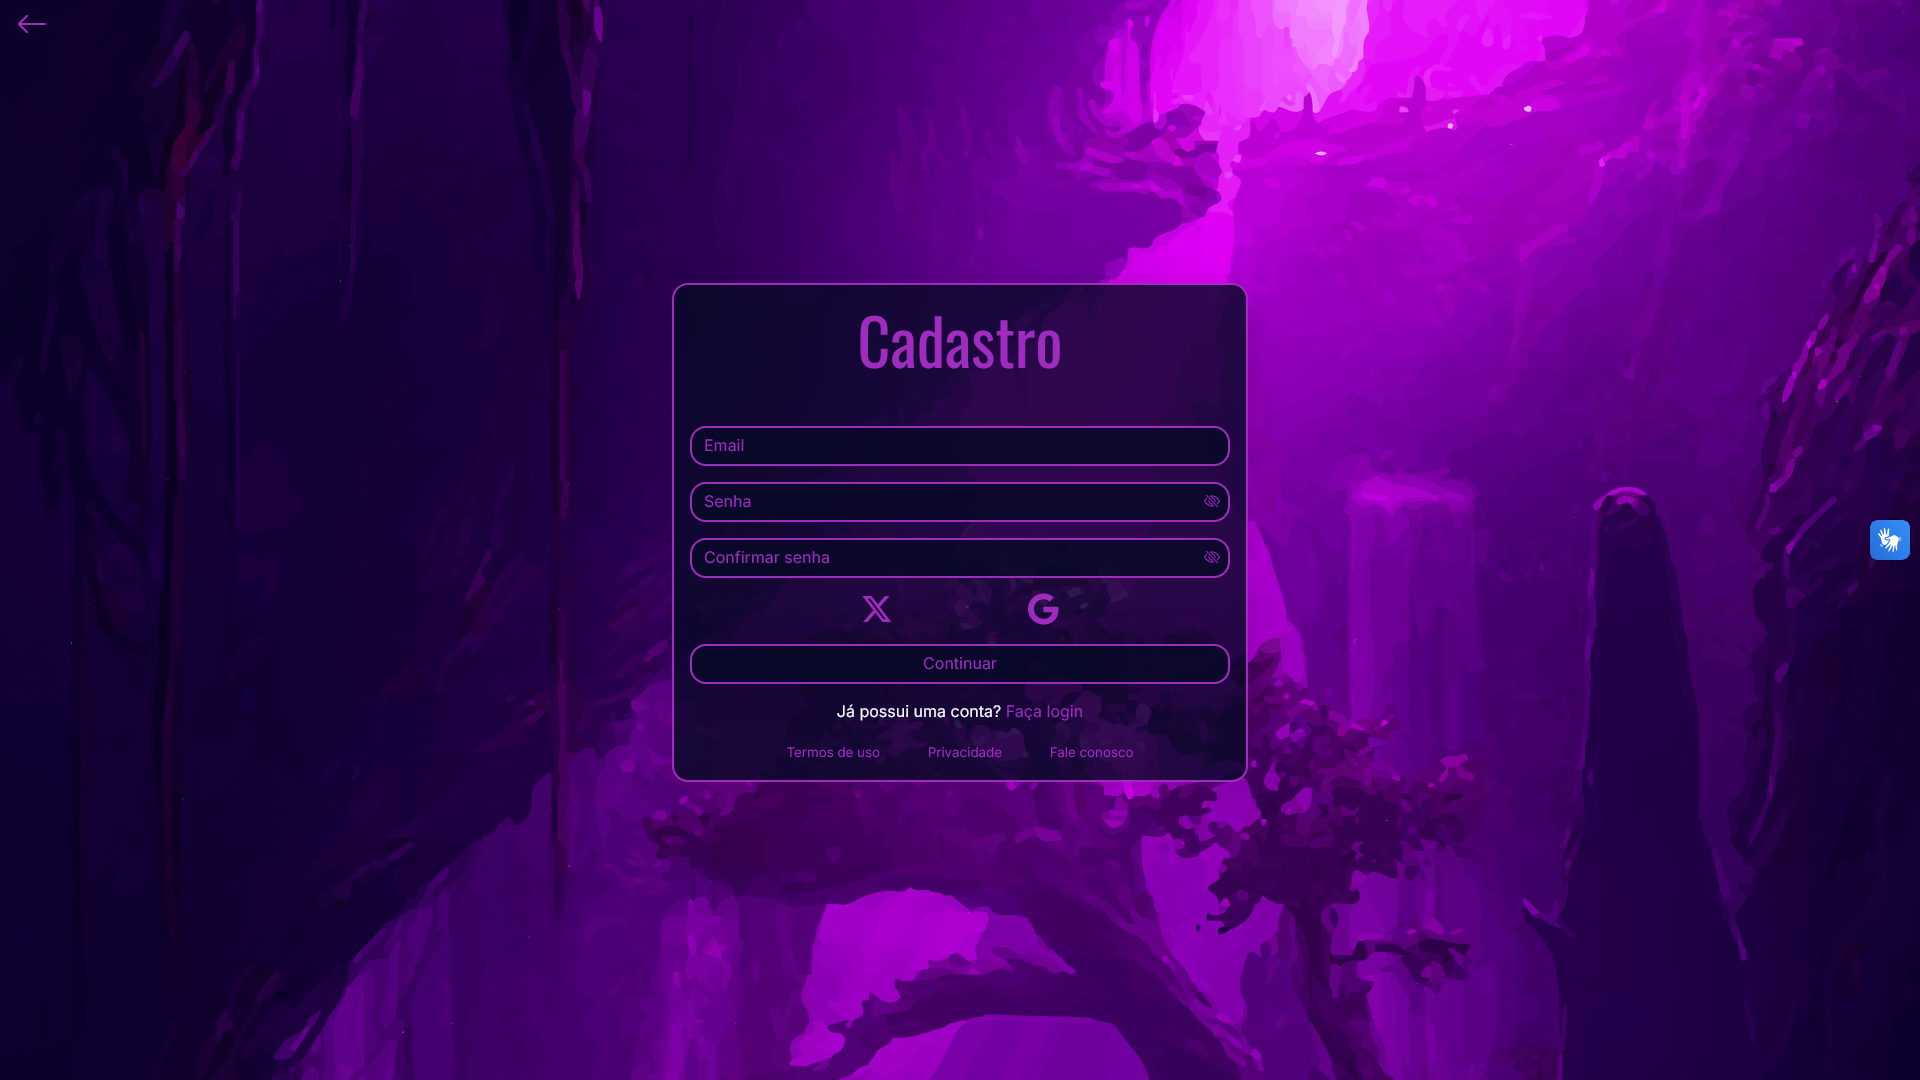 Cadastro
Email
Senha
Confirmar senha
Continuar
Já possui uma conta? Faça login
Termos de uso Privacidade Fale conosco